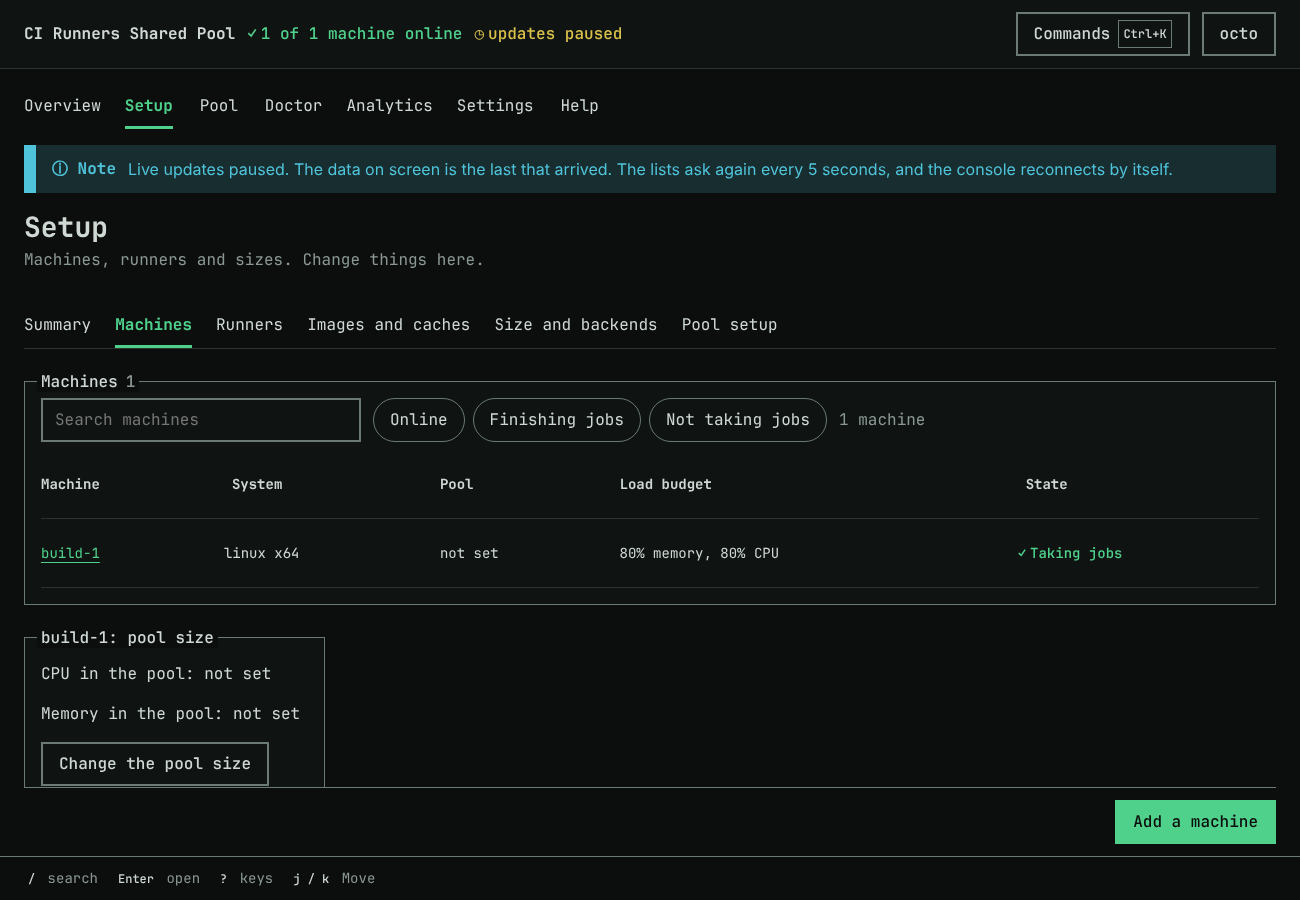 CI Runners Shared Pool ✓1 of 1 machine online ◷updates paused Commands Ctrl+K octo
Overview Setup Pool Doctor Analytics Settings Help
ⓘ Note Live updates paused. The data on screen is the last that arrived. The lists ask again every 5 seconds, and the console reconnects by itself.
Setup
Machines, runners and sizes. Change things here.
Summary Machines Runners Images and caches Size and backends Pool setup
Machines 1
Search machines Online Finishing jobs Not taking jobs 1 machine
Machine System Pool Load budget State
build-1 linux x64 not set 80% memory, 80% CPU ✓Taking jobs
build-1: pool size
CPU in the pool: not set
Memory in the pool: not set
Change the pool size
Add a machine
/ search Enter open ? keys j / k Move